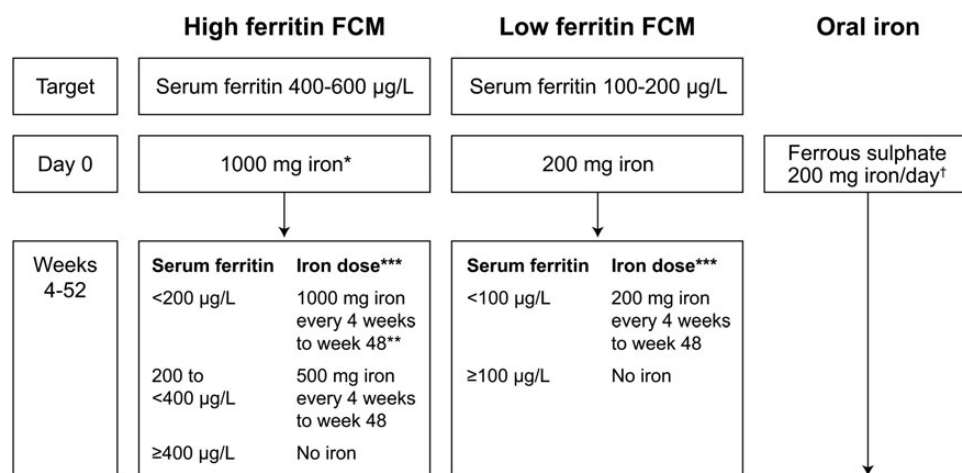 High ferritin FCM
Low ferritin FCM
Oral iron
Target
Serum ferritin 400-600 µg/L
Serum ferritin 100-200 µg/L
Day 0
1000 mg iron*
200 mg iron
Ferrous sulphate
200 mg iron/day†
Weeks
4-52
Serum ferritin
Iron dose***
<200 µg/L
1000 mg iron
every 4 weeks
to week 48**
200 to
<400 µg/L
500 mg iron
every 4 weeks
to week 48
≥400 µg/L
No iron
Serum ferritin
Iron dose***
<100 µg/L
200 mg iron
every 4 weeks
to week 48
≥100 µg/L
No iron